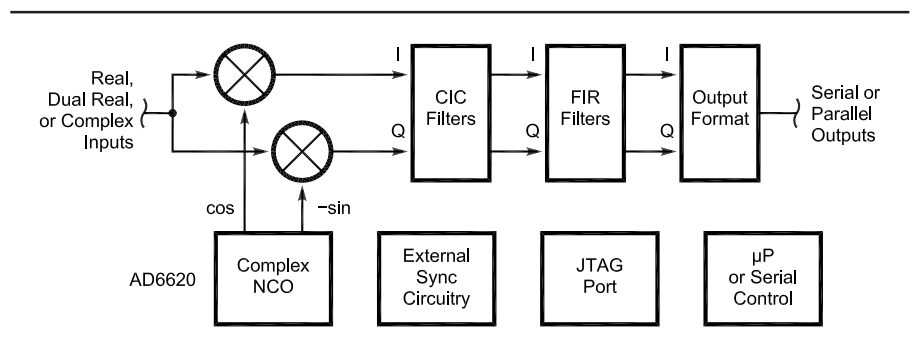 Real,
Dual Real,
or Complex
Inputs
I
Q
CIC
Filters
I
Q
FIR
Filters
I
Q
Output
Format
Serial or
Parallel
Outputs
cos
−sin
AD6620
Complex
NCO
External
Sync
Circuitry
JTAG
Port
µP
or Serial
Control